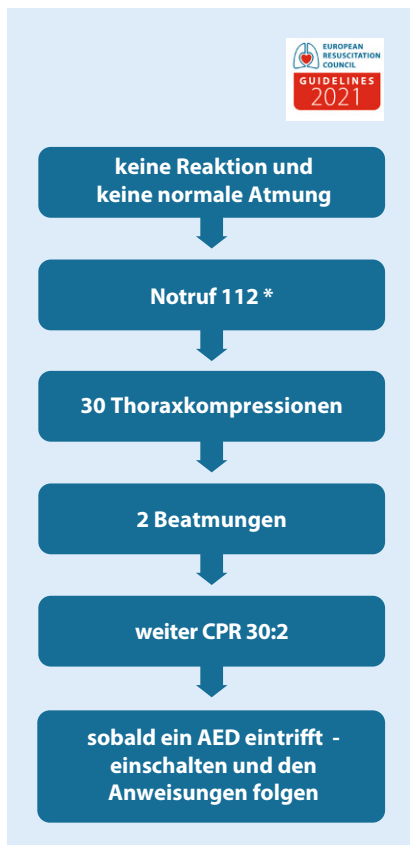 EUROPEAN
RESUSCITATION
COUNCIL
GUIDELINES
2021
keine Reaktion und
keine normale Atmung
Notruf 112 *
30 Thoraxkompressionen
2 Beatmungen
weiter CPR 30:2
sobald ein AED eintrifft -
einschalten und den
Anweisungen folgen